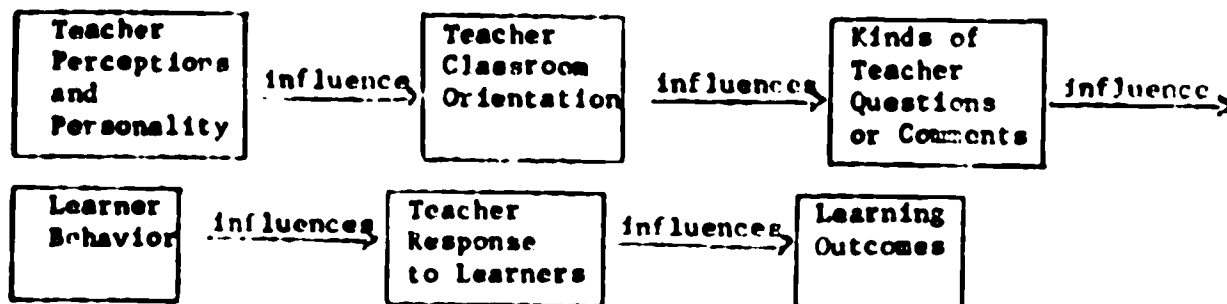 Teacher
Perceptions
and
Personality
influence
Teacher
Classroom
Orientation
influences
Kinds of
Teacher
Questions
or Comments
influence
Learner
Behavior
influences
Teacher
Response
to Learners
influences
Learning
Outcomes